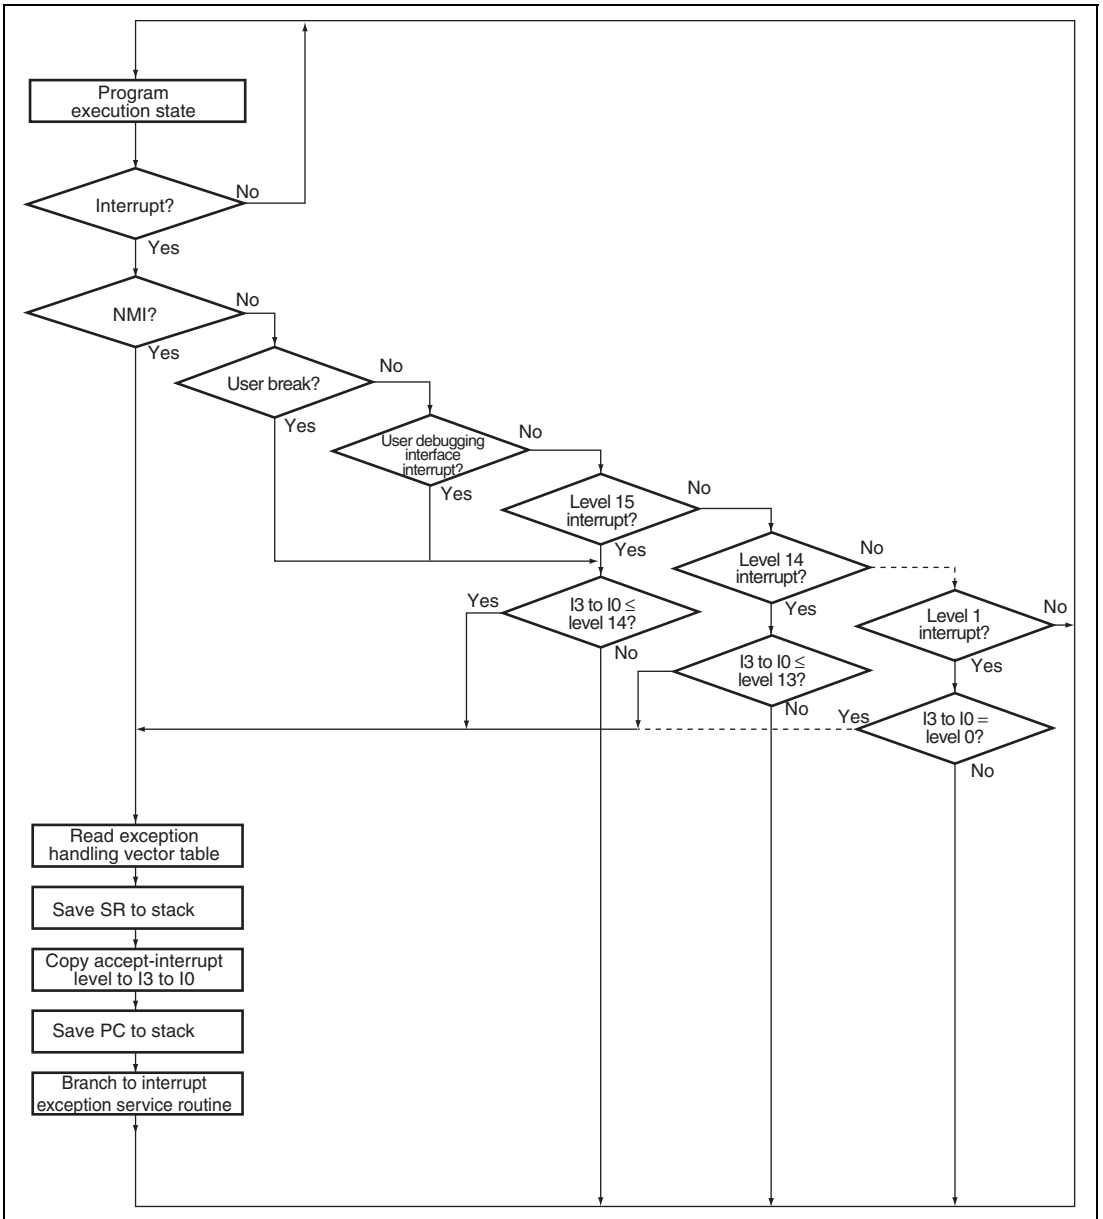 Program
execution state
Interrupt?
No
Yes
NMI?
No
Yes
User break?
No
Yes
User debugging
interface
interrupt?
No
Yes
Level 15
interrupt?
No
Yes
Level 14
interrupt?
No
Yes
Level 1
interrupt?
No
Yes
I3 to I0 ≤
level 14?
Yes
No
I3 to I0 ≤
level 13?
No
Yes
I3 to I0 =
level 0?
No
Read exception
handling vector table
Save SR to stack
Copy accept-interrupt
level to I3 to I0
Save PC to stack
Branch to interrupt
exception service routine